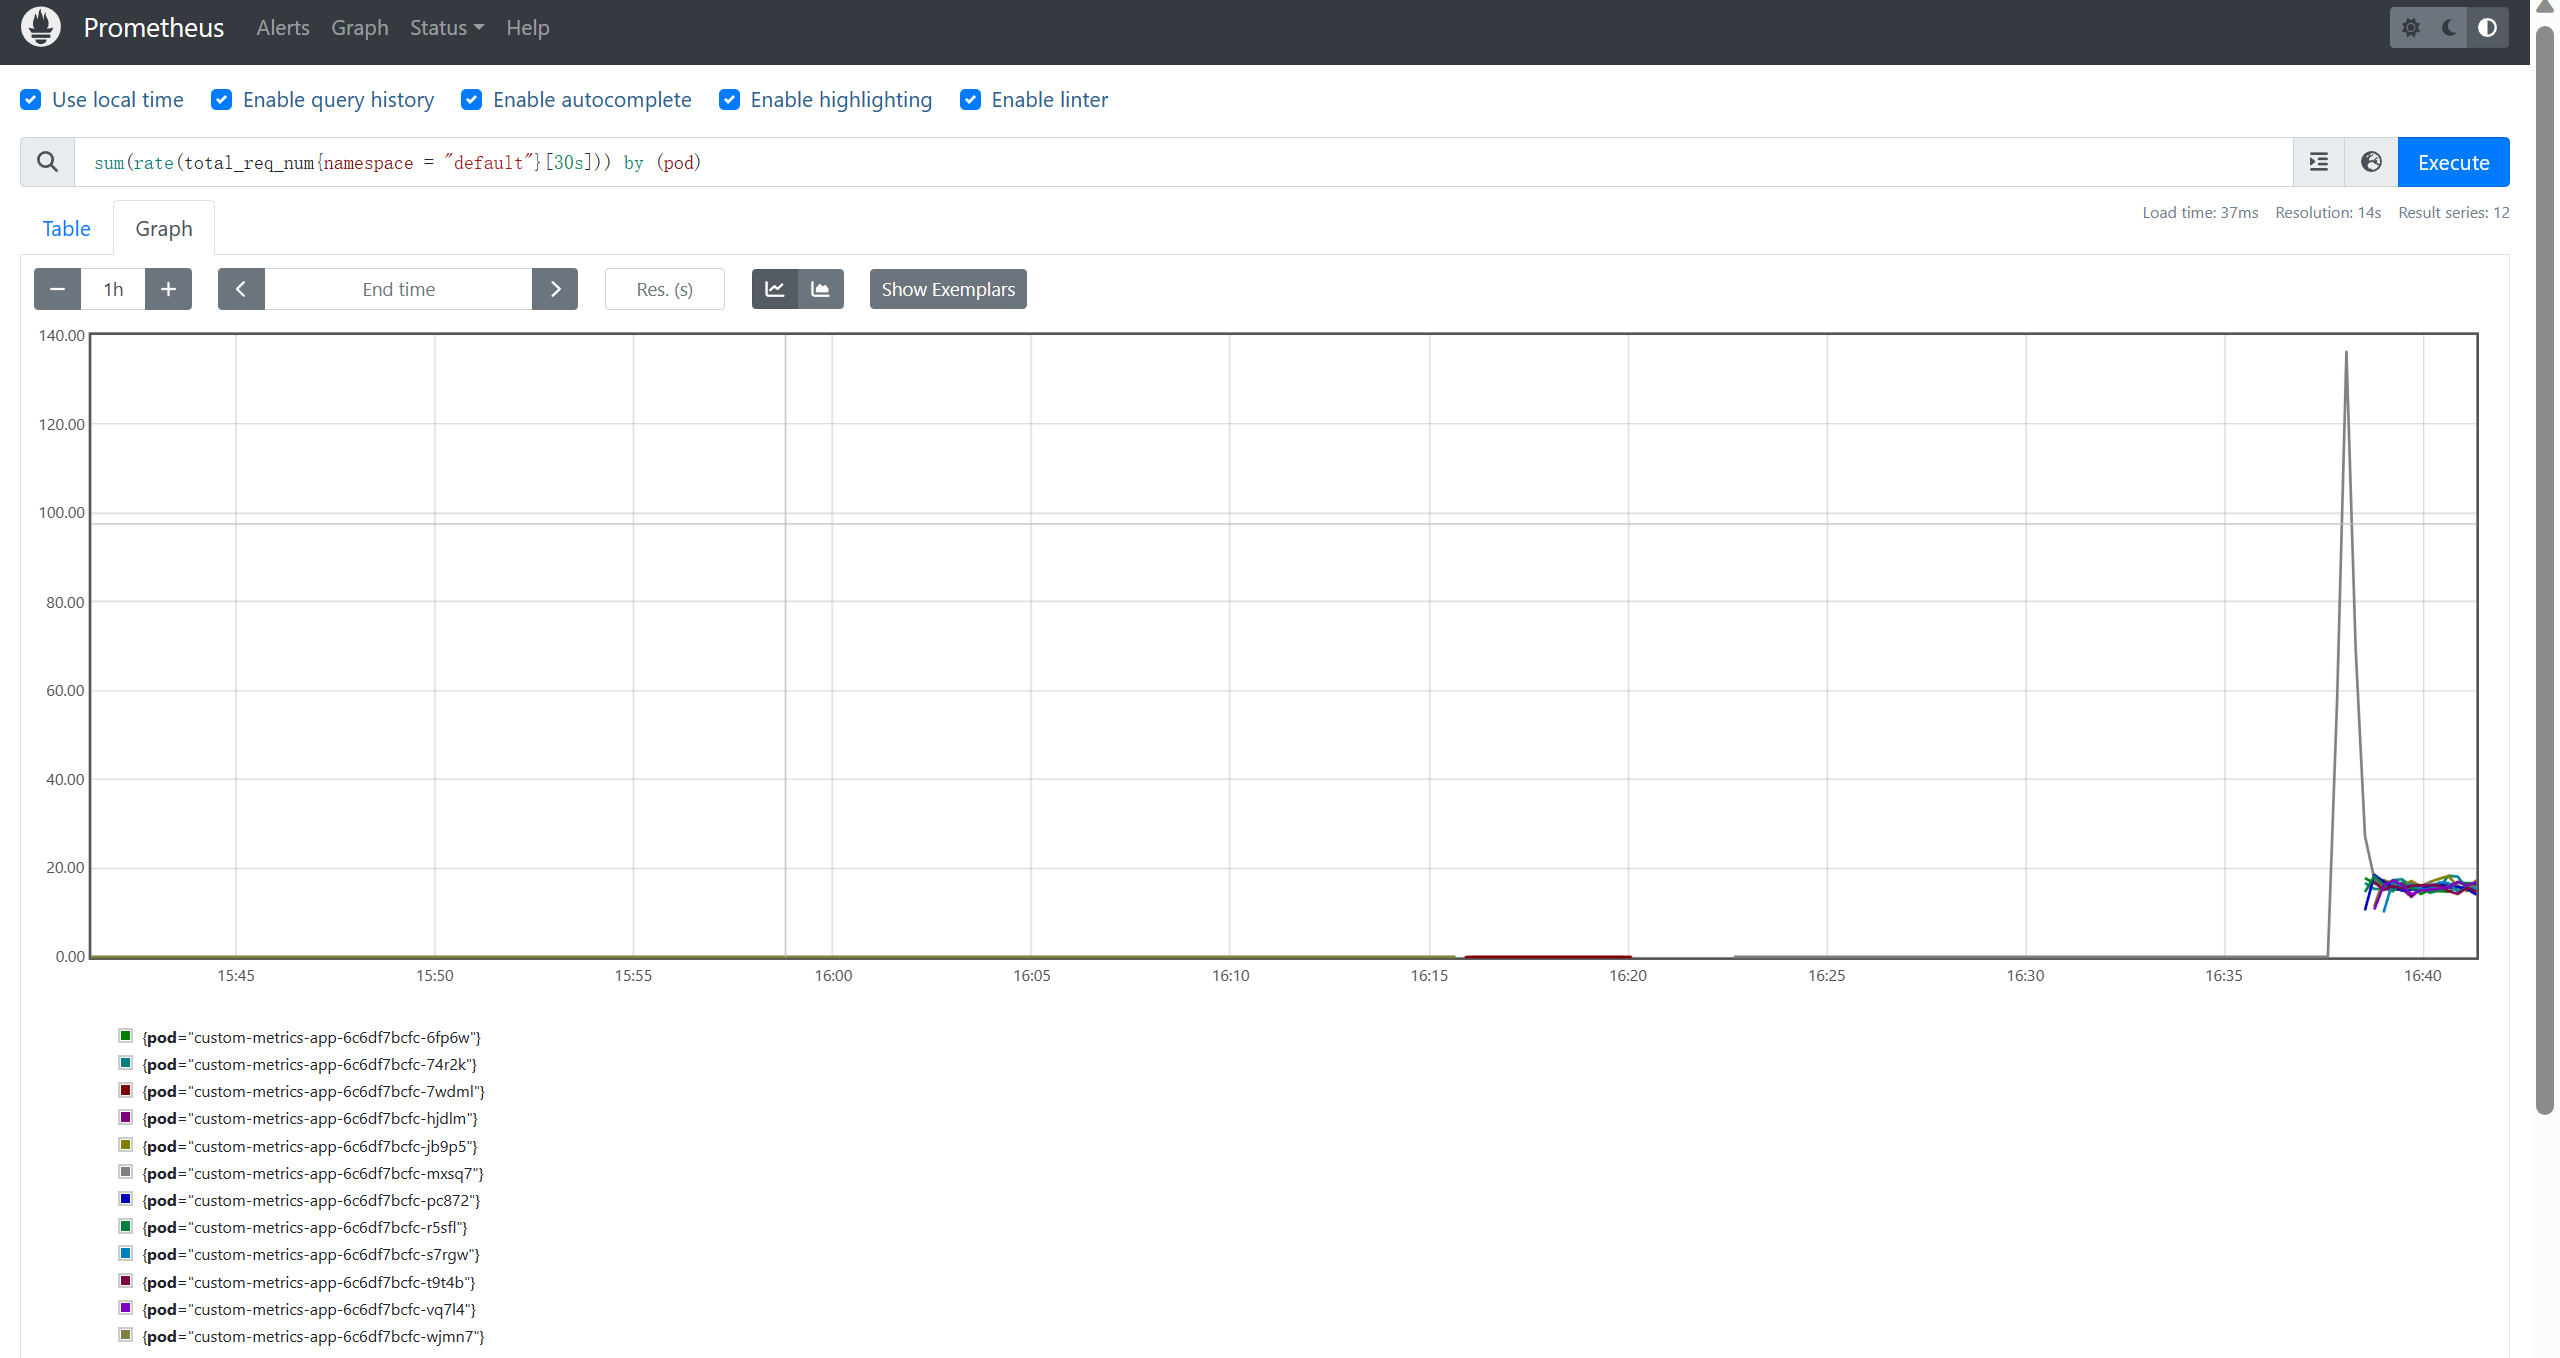 Prometheus Alerts Graph Status Help
Use local time Enable query history Enable autocomplete Enable highlighting Enable linter
sum(rate(total_req_num{namespace = "default"}[30s])) by (pod)
Execute
Table Graph
Load time: 37ms Resolution: 14s Result series: 12
1h
End time
Res. (s)
Show Exemplars
140.00
120.00
100.00
80.00
60.00
40.00
20.00
0.00
15:45 15:50 15:55 16:00 16:05 16:10 16:15 16:20 16:25 16:30 16:35 16:40
{pod="custom-metrics-app-6c6df7bcfc-6fp6w"}
{pod="custom-metrics-app-6c6df7bcfc-74r2k"}
{pod="custom-metrics-app-6c6df7bcfc-7wdml"}
{pod="custom-metrics-app-6c6df7bcfc-hjdlm"}
{pod="custom-metrics-app-6c6df7bcfc-jb9p5"}
{pod="custom-metrics-app-6c6df7bcfc-mxsq7"}
{pod="custom-metrics-app-6c6df7bcfc-pc872"}
{pod="custom-metrics-app-6c6df7bcfc-r5sfl"}
{pod="custom-metrics-app-6c6df7bcfc-s7rgw"}
{pod="custom-metrics-app-6c6df7bcfc-t9t4b"}
{pod="custom-metrics-app-6c6df7bcfc-vq7l4"}
{pod="custom-metrics-app-6c6df7bcfc-wjmn7"}